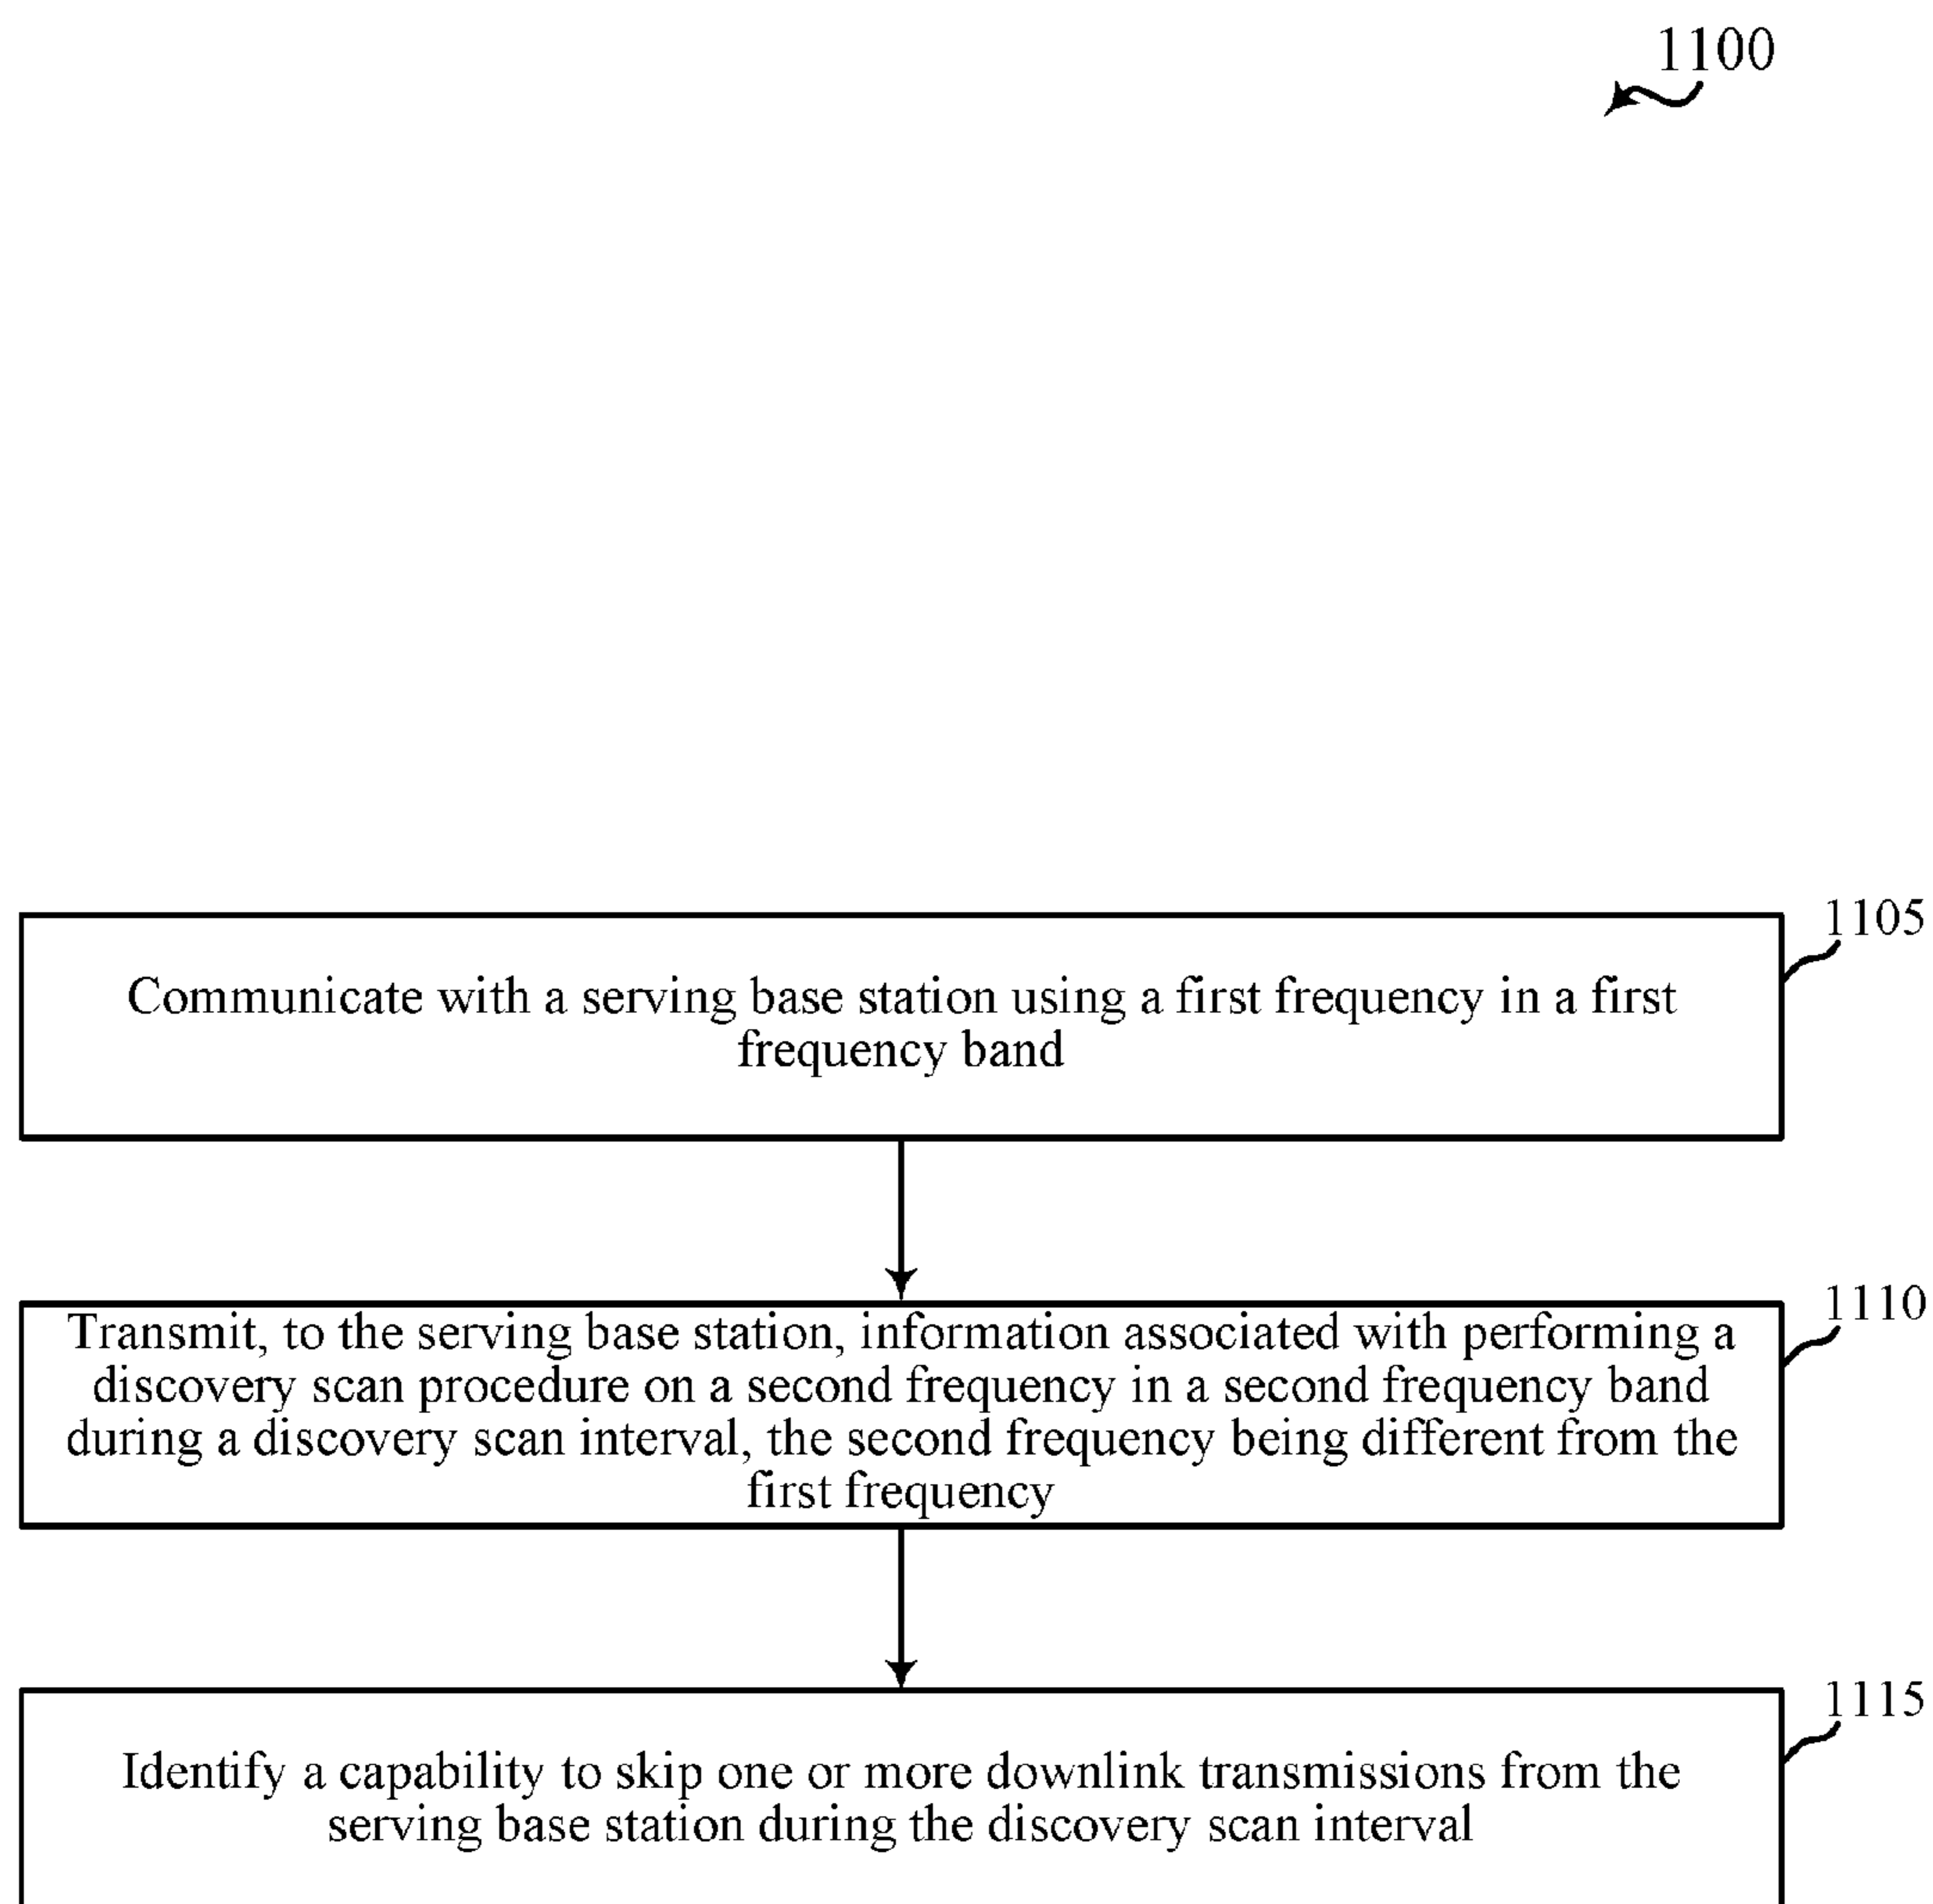 1100
1105
Communicate with a serving base station using a first frequency in a first
frequency band
1110
Transmit, to the serving base station, information associated with performing a
discovery scan procedure on a second frequency in a second frequency band
during a discovery scan interval, the second frequency being different from the
first frequency
1115
Identify a capability to skip one or more downlink transmissions from the
serving base station during the discovery scan interval